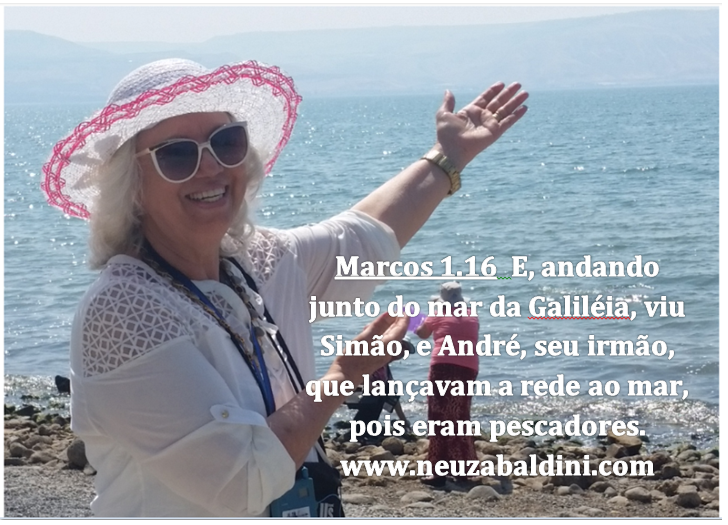 Marcos 1.16 E, andando
junto do mar da Galiléia, viu
Simão, e André, seu irmão,
que lançavam a rede ao mar,
pois eram pescadores.
www.neuzabaldini.com